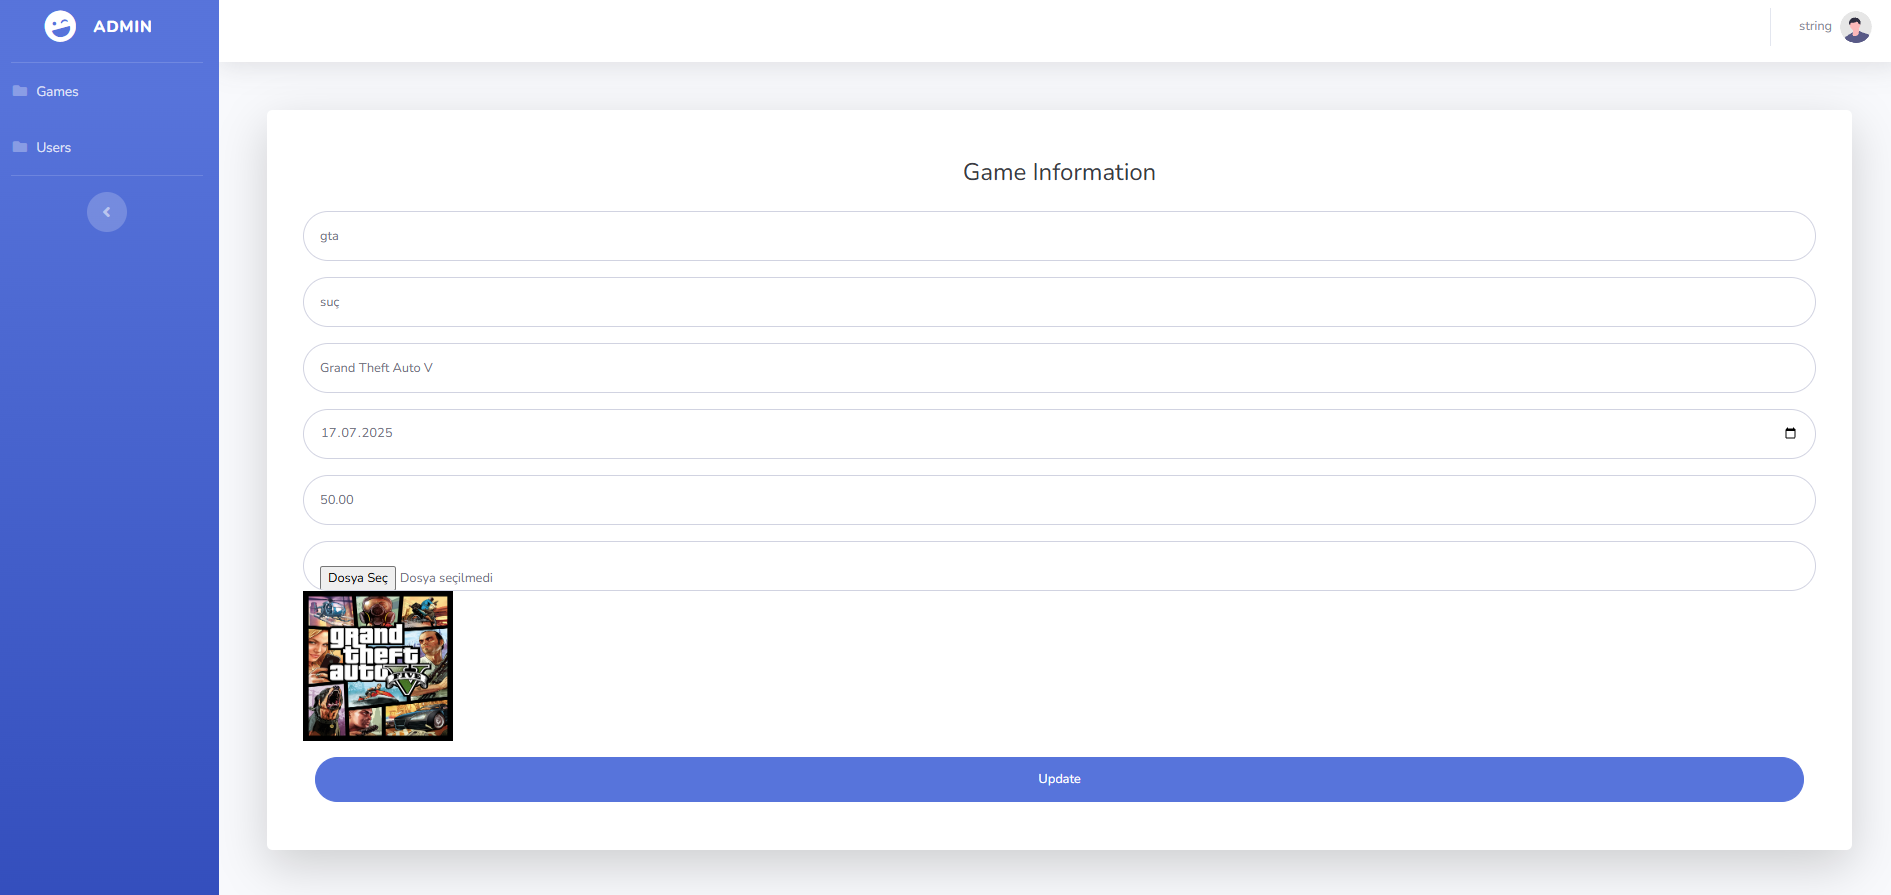 ADMIN
string
Games
Users
Game Information
gta
suç
Grand Theft Auto V
17.07.2025
50.00
Dosya Seç Dosya seçilmedi
grand
theft
auto
V
FIVE
Update